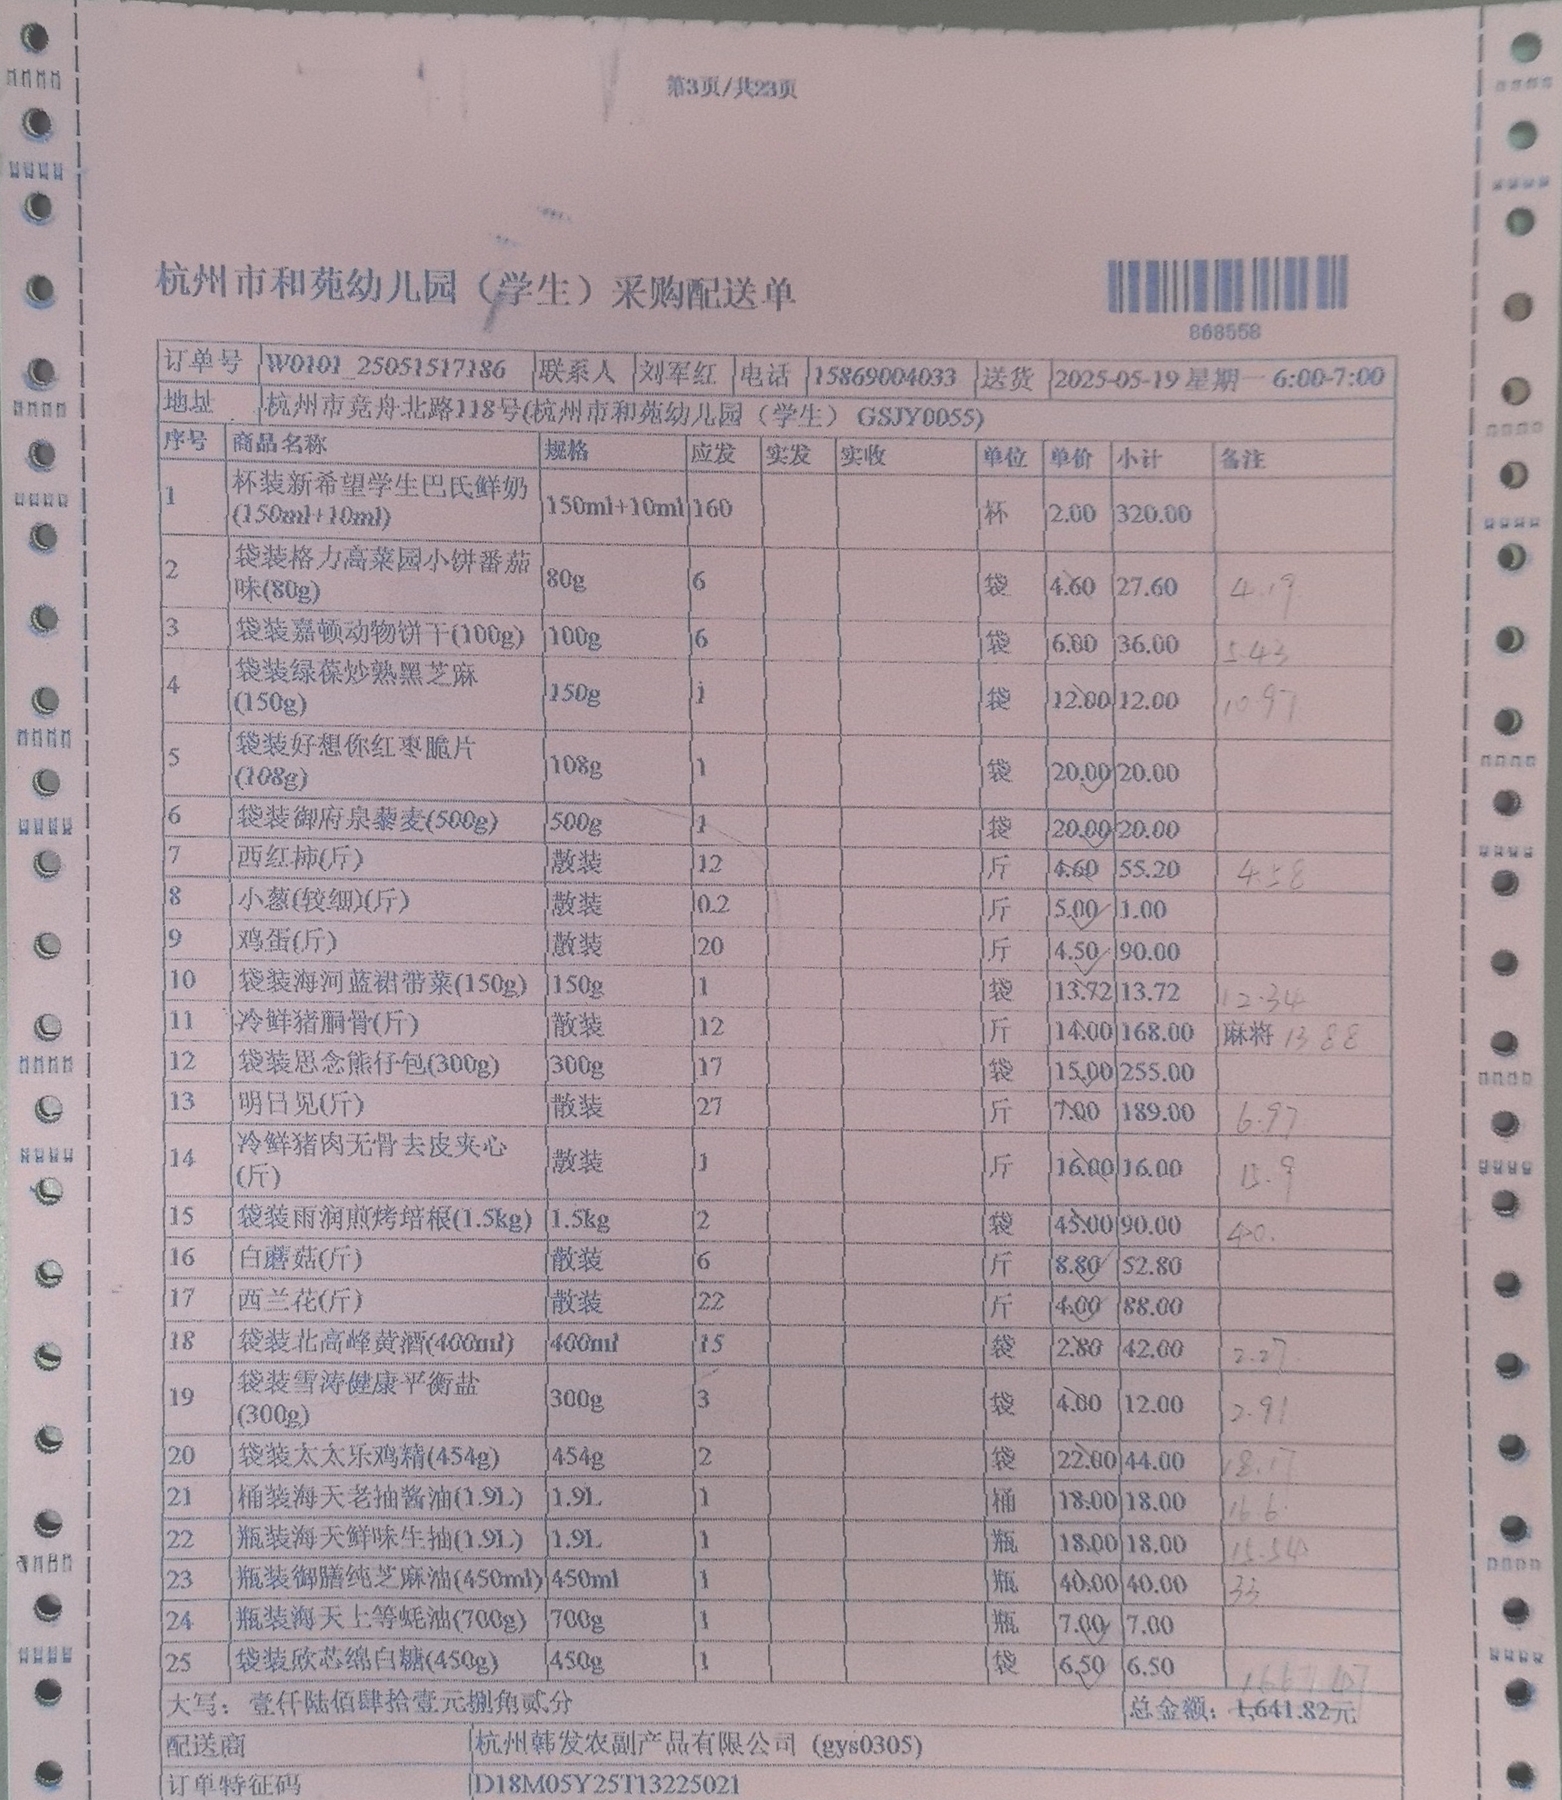 第3页/共23页
杭州市和苑幼儿园（学生）采购配送单
868558
订单号 W0101_25051517186 联系人 刘军红 电话 15869004033 送货 2025-05-19 星期一 6:00-7:00
地址 杭州市竞舟北路118号(杭州市和苑幼儿园（学生） GSJY0055)
序号 商品名称 规格 应发 实发 实收 单位 单价 小计 备注
1 杯装新希望学生巴氏鲜奶 150ml+10ml 160 杯 2.00 320.00
(150ml+10ml)
2 袋装格力高菜园小饼番茄 80g 6 袋 4.60 27.60 4.19
味(80g)
3 袋装嘉顿动物饼干(100g) 100g 6 袋 6.00 36.00 5.43
4 袋装绿葆炒熟黑芝麻 150g 1 袋 12.00 12.00 10.97
(150g)
5 袋装好想你红枣脆片 108g 1 袋 20.00 20.00
(108g)
6 袋装御府泉藜麦(500g) 500g 1 袋 20.00 20.00
7 西红柿(斤) 散装 12 斤 4.60 55.20 4.58
8 小葱(较细)(斤) 散装 0.2 斤 5.00 1.00
9 鸡蛋(斤) 散装 20 斤 4.50 90.00
10 袋装海河蓝裙带菜(150g) 150g 1 袋 13.72 13.72 12.34
11 冷鲜猪胴骨(斤) 散装 12 斤 14.00 168.00 麻将 13.88
12 袋装思念熊仔包(300g) 300g 17 袋 15.00 255.00
13 明日见(斤) 散装 27 斤 7.00 189.00 6.97
14 冷鲜猪肉无骨去皮夹心 散装 1 斤 16.00 16.00 15.9
(斤)
15 袋装雨润煎烤培根(1.5kg) 1.5kg 2 袋 45.00 90.00 40.
16 白蘑菇(斤) 散装 6 斤 8.80 52.80
17 西兰花(斤) 散装 22 斤 4.00 88.00
18 袋装北高峰黄酒(400ml) 400ml 15 袋 2.80 42.00 2.27
19 袋装雪涛健康平衡盐 300g 3 袋 4.00 12.00 2.91
(300g)
20 袋装太太乐鸡精(454g) 454g 2 袋 22.00 44.00 18.17
21 桶装海天老抽酱油(1.9L) 1.9L 1 桶 18.00 18.00 16.6
22 瓶装海天鲜味生抽(1.9L) 1.9L 1 瓶 18.00 18.00 15.54
23 瓶装御膳纯芝麻油(450ml) 450ml 1 瓶 40.00 40.00 33
24 瓶装海天上等蚝油(700g) 700g 1 瓶 7.00 7.00
25 袋装欣芯绵白糖(450g) 450g 1 袋 6.50 6.50
大写：壹仟陆佰肆拾壹元捌角贰分 总金额：1,641.82元
配送商 杭州韩发农副产品有限公司 (gys0305)
订单特征码 D18M05Y25T13225021